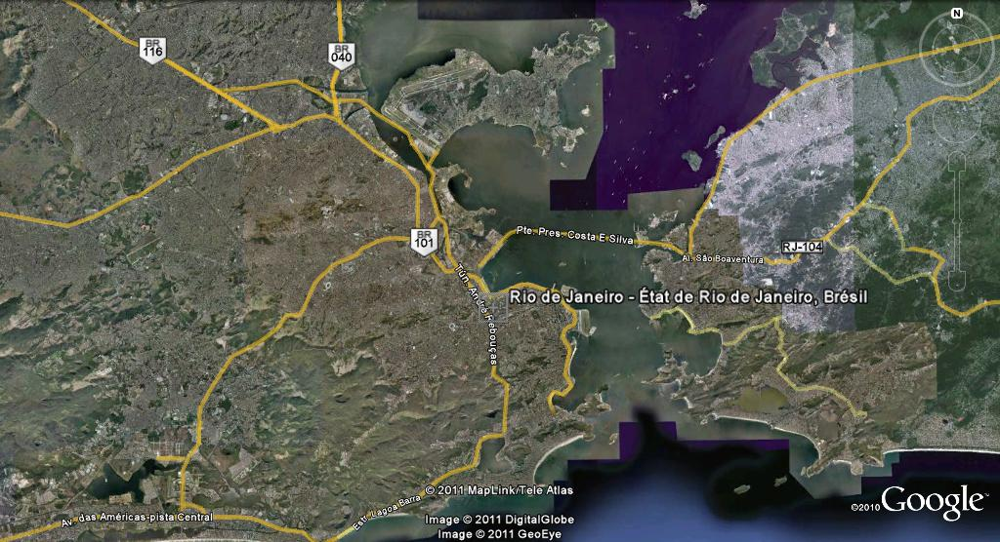 N
BR
116
BR
040
BR
101
Pte. Pres. Costa E Silva
Al. São Boaventura
RJ-104
Tún. André Rebouças
Rio de Janeiro - État de Rio de Janeiro, Brésil
© 2011 MapLink/Tele Atlas
Av das Américas-pista Central
Estr. Lagoa Barra
Image © 2011 DigitalGlobe
Image © 2011 GeoEye
©2010 Google™